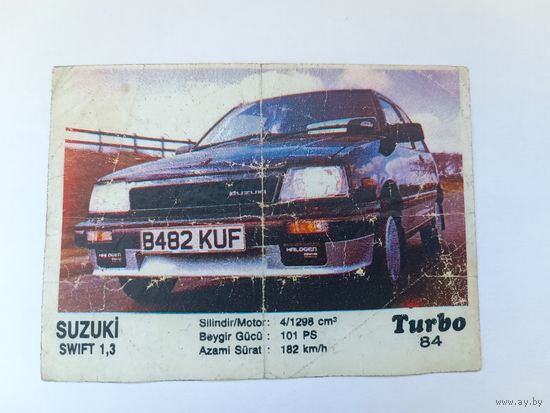 SUZUKI
B482 KUF
HALOGEN
HALOGEN
SUZUKİ
SWIFT 1,3
Silindir/Motor: 4/1298 cm³
Beygir Gücü : 101 PS
Azami Sürat : 182 km/h
Turbo
84
www.ay.by